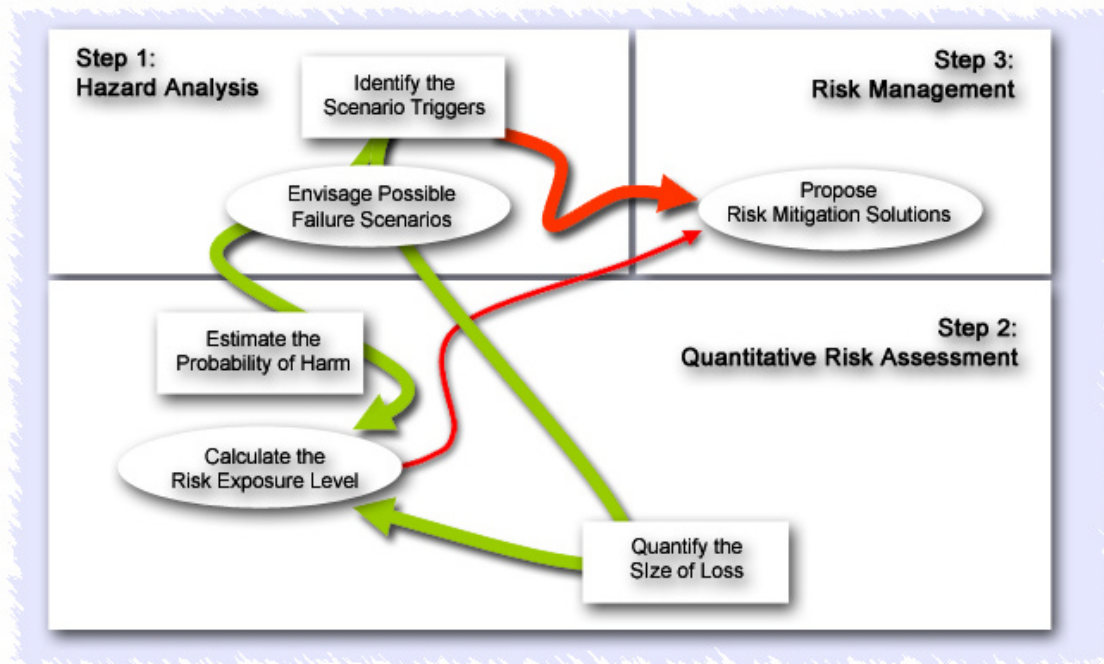 Step 1:
Hazard Analysis
Identify the
Scenario Triggers
Envisage Possible
Failure Scenarios
Step 3:
Risk Management
Propose
Risk Mitigation Solutions
Step 2:
Quantitative Risk Assessment
Estimate the
Probability of Harm
Calculate the
Risk Exposure Level
Quantify the
SIze of Loss